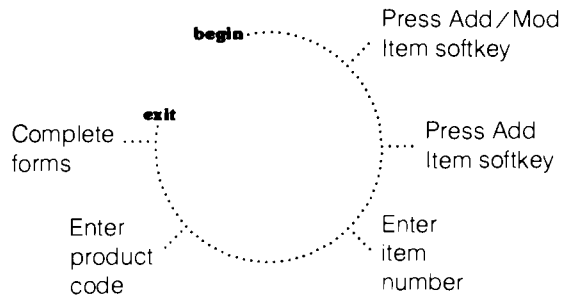 begin
Press Add/Mod
Item softkey
Press Add
Item softkey
Enter
item
number
Enter
product
code
Complete
forms
exit